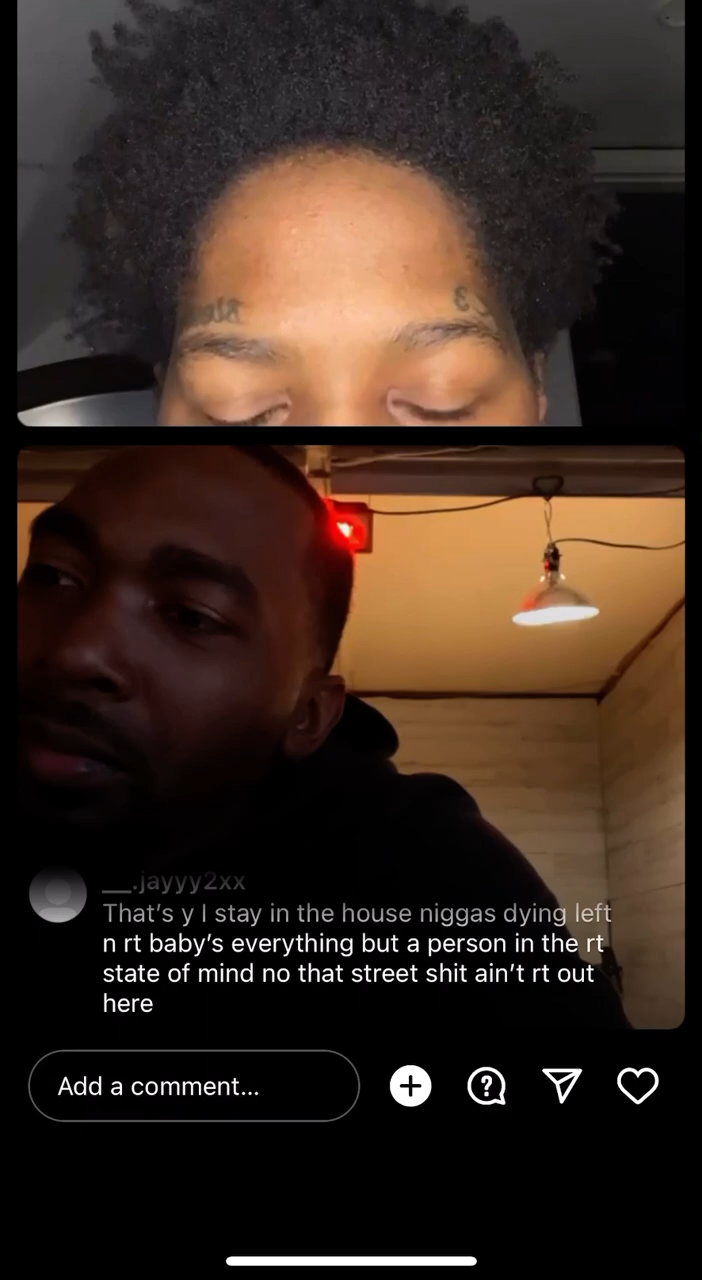 __.jayyy2xx
That’s y I stay in the house niggas dying left
n rt baby’s everything but a person in the rt
state of mind no that street shit ain’t rt out
here
Add a comment...